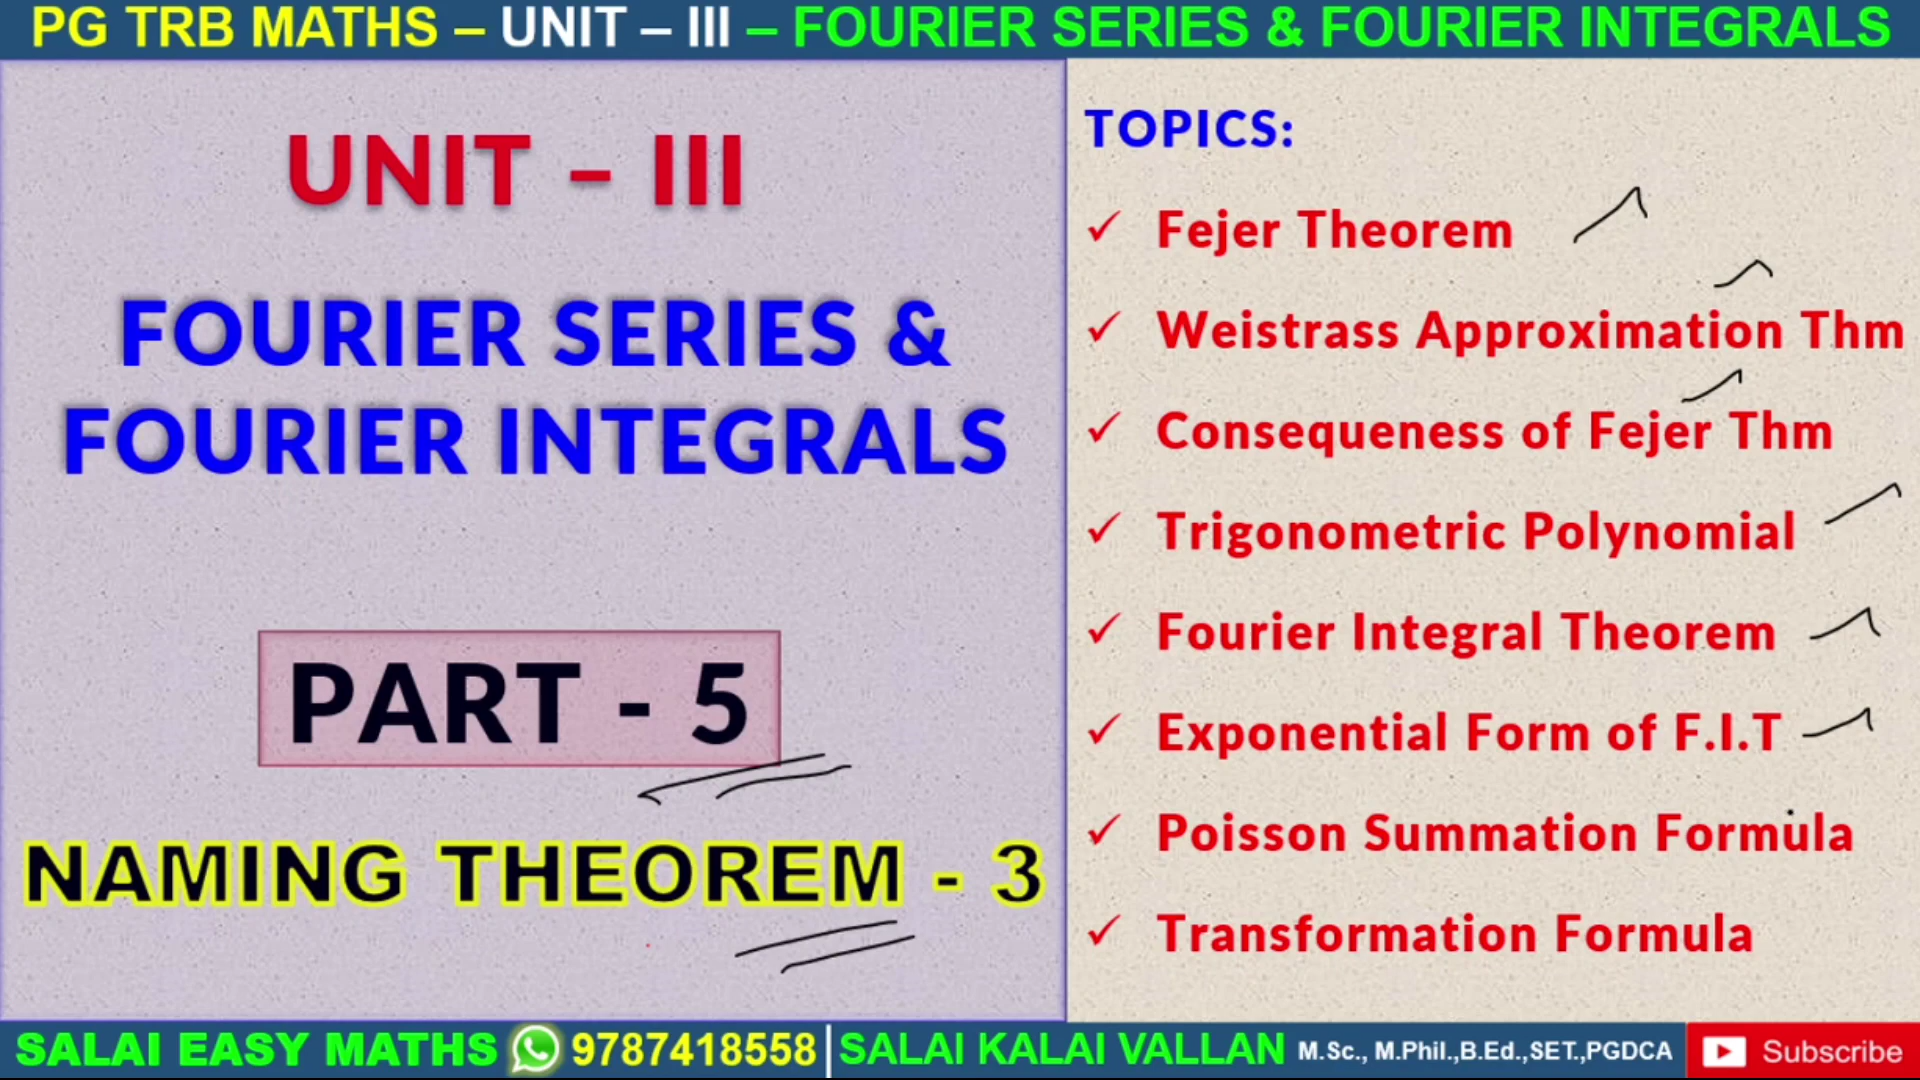 PG TRB MATHS – UNIT – III – FOURIER SERIES & FOURIER INTEGRALS
UNIT – III
FOURIER SERIES &
FOURIER INTEGRALS
PART - 5
NAMING THEOREM - 3
TOPICS:
✓ Fejer Theorem
✓ Weistrass Approximation Thm
✓ Consequeness of Fejer Thm
✓ Trigonometric Polynomial
✓ Fourier Integral Theorem
✓ Exponential Form of F.I.T
✓ Poisson Summation Formula
✓ Transformation Formula
SALAI EASY MATHS 9787418558 | SALAI KALAI VALLAN M.Sc., M.Phil.,B.Ed.,SET.,PGDCA Subscribe